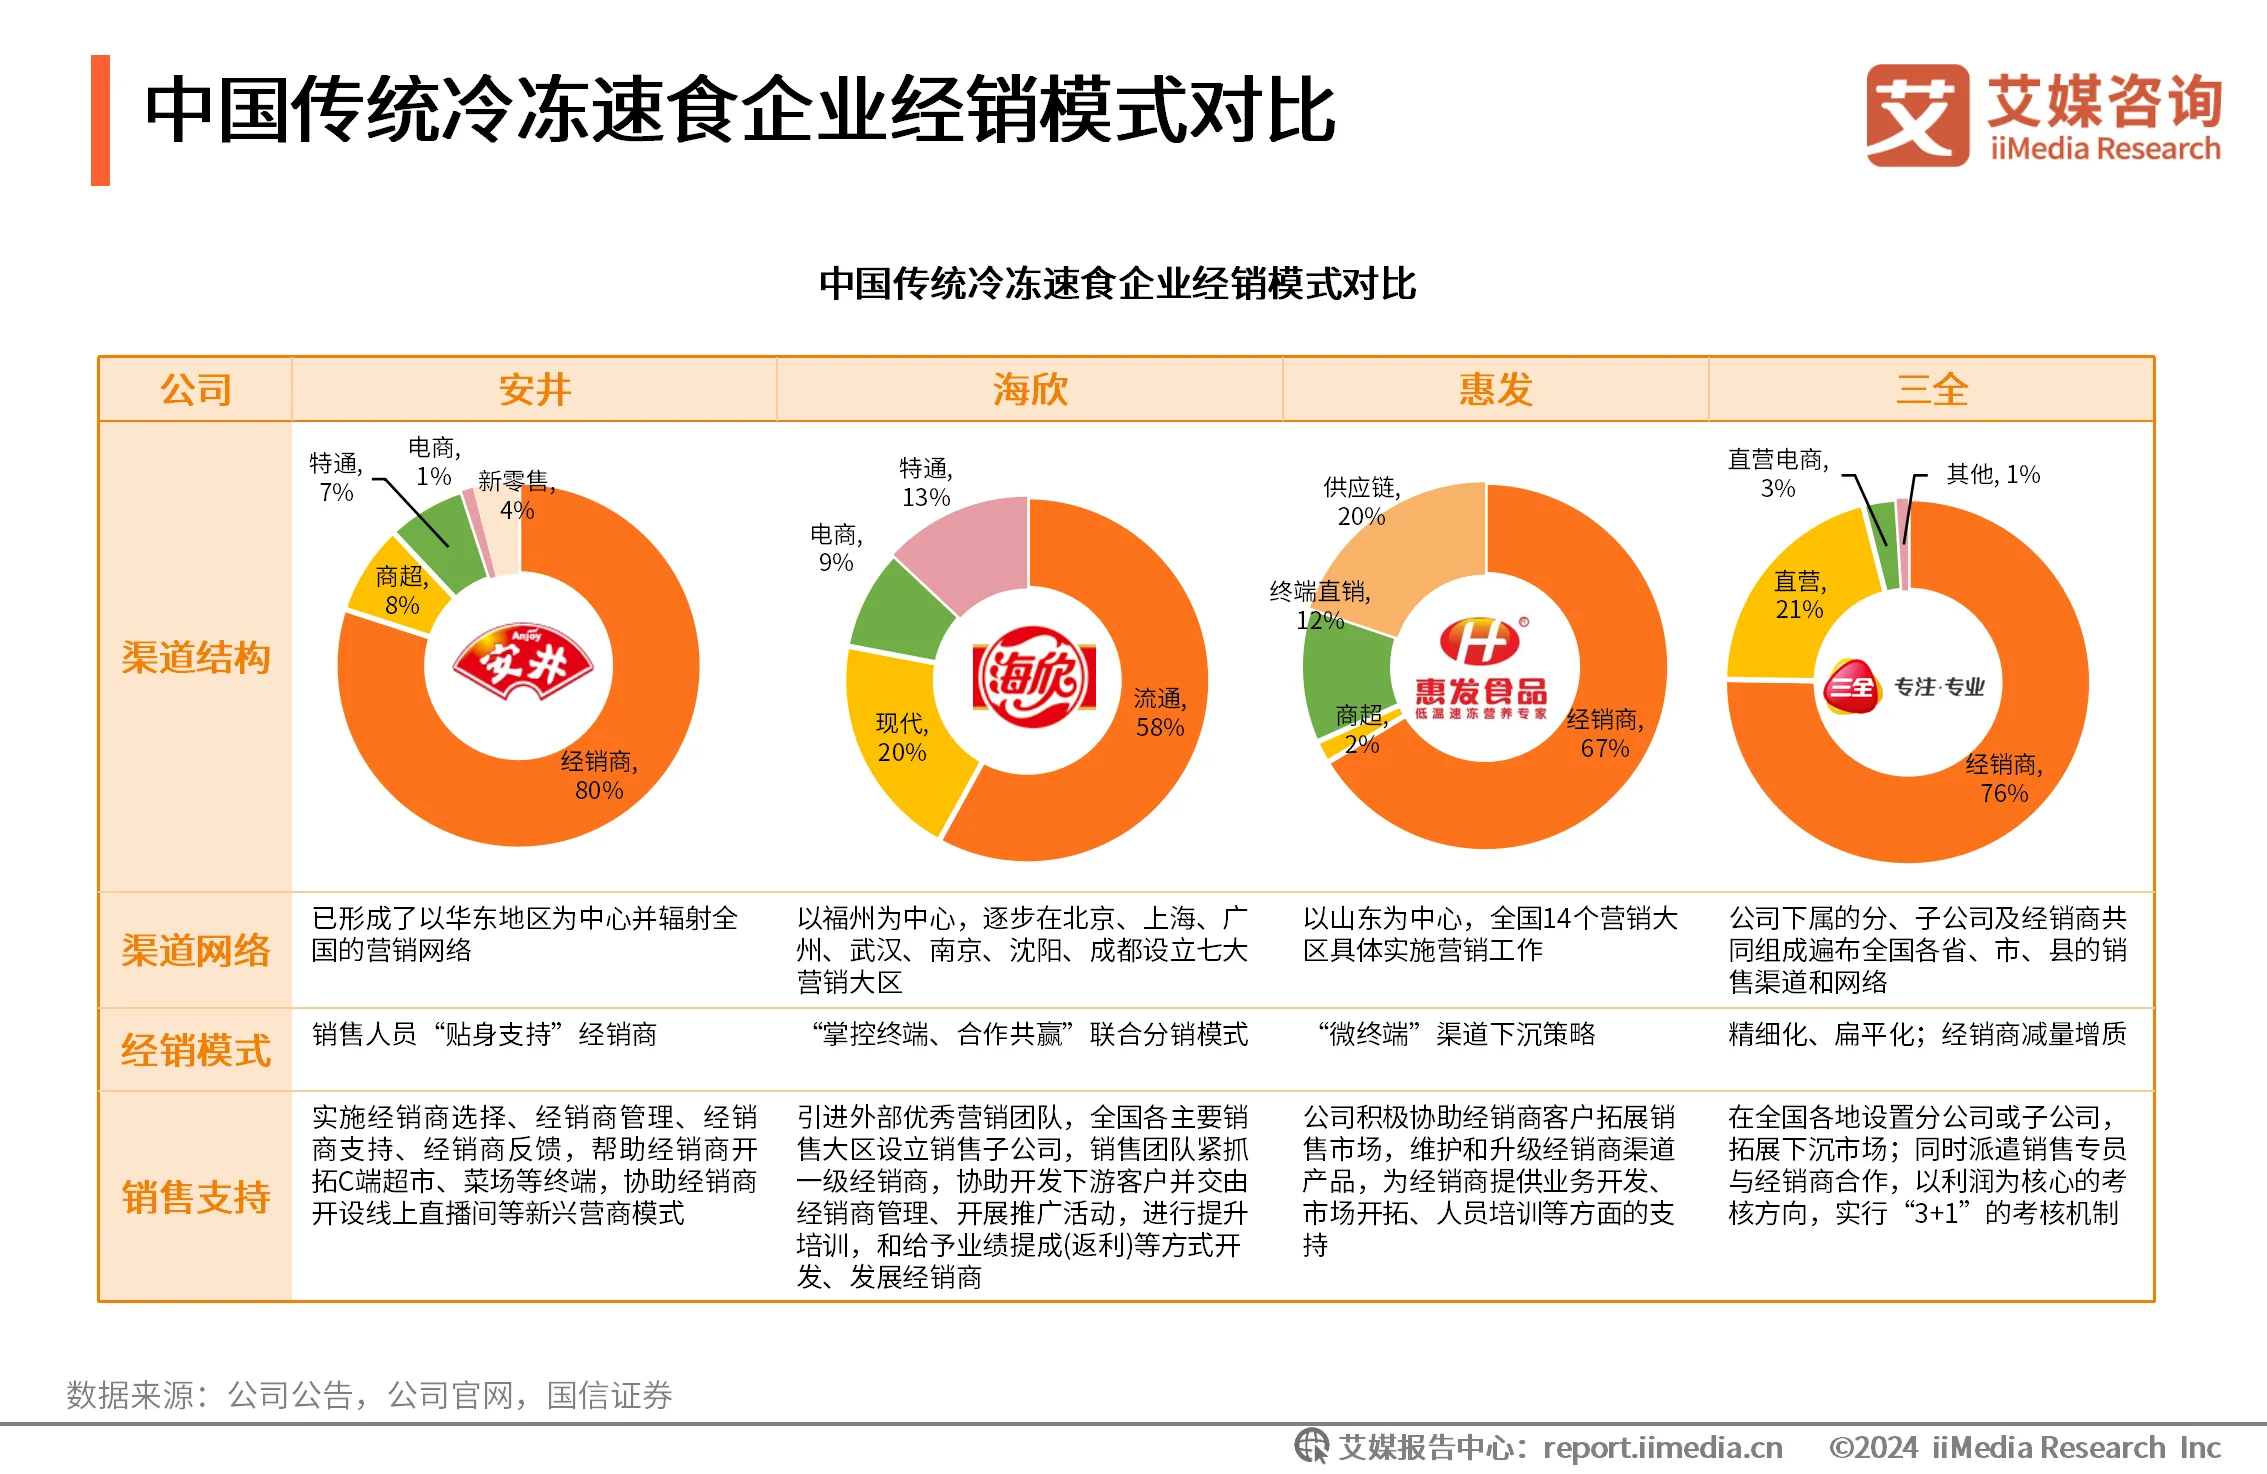 中国传统冷冻速食企业经销模式对比
艾媒咨询
iiMedia Research
中国传统冷冻速食企业经销模式对比
公司
安井
海欣
惠发
三全
渠道结构
特通,
7%
电商,
1%
新零售,
4%
商超,
8%
经销商,
80%
Anjoy
安井
特通,
13%
电商,
9%
现代,
20%
流通,
58%
海欣
供应链,
20%
终端直销,
12%
商超,
2%
经销商,
67%
惠发食品
低温速冻营养专家
直营电商,
3%
其他, 1%
直营,
21%
经销商,
76%
三全 专注·专业
渠道网络
已形成了以华东地区为中心并辐射全
国的营销网络
以福州为中心，逐步在北京、上海、广
州、武汉、南京、沈阳、成都设立七大
营销大区
以山东为中心，全国14个营销大
区具体实施营销工作
公司下属的分、子公司及经销商共
同组成遍布全国各省、市、县的销
售渠道和网络
经销模式
销售人员“贴身支持”经销商
“掌控终端、合作共赢”联合分销模式
“微终端”渠道下沉策略
精细化、扁平化；经销商减量增质
销售支持
实施经销商选择、经销商管理、经销
商支持、经销商反馈，帮助经销商开
拓C端超市、菜场等终端，协助经销商
开设线上直播间等新兴营商模式
引进外部优秀营销团队，全国各主要销
售大区设立销售子公司，销售团队紧抓
一级经销商，协助开发下游客户并交由
经销商管理、开展推广活动，进行提升
培训，和给予业绩提成(返利)等方式开
发、发展经销商
公司积极协助经销商客户拓展销
售市场，维护和升级经销商渠道
产品，为经销商提供业务开发、
市场开拓、人员培训等方面的支
持
在全国各地设置分公司或子公司，
拓展下沉市场；同时派遣销售专员
与经销商合作，以利润为核心的考
核方向，实行“3+1”的考核机制
数据来源：公司公告，公司官网，国信证券
艾媒报告中心：report.iimedia.cn ©2024 iiMedia Research Inc